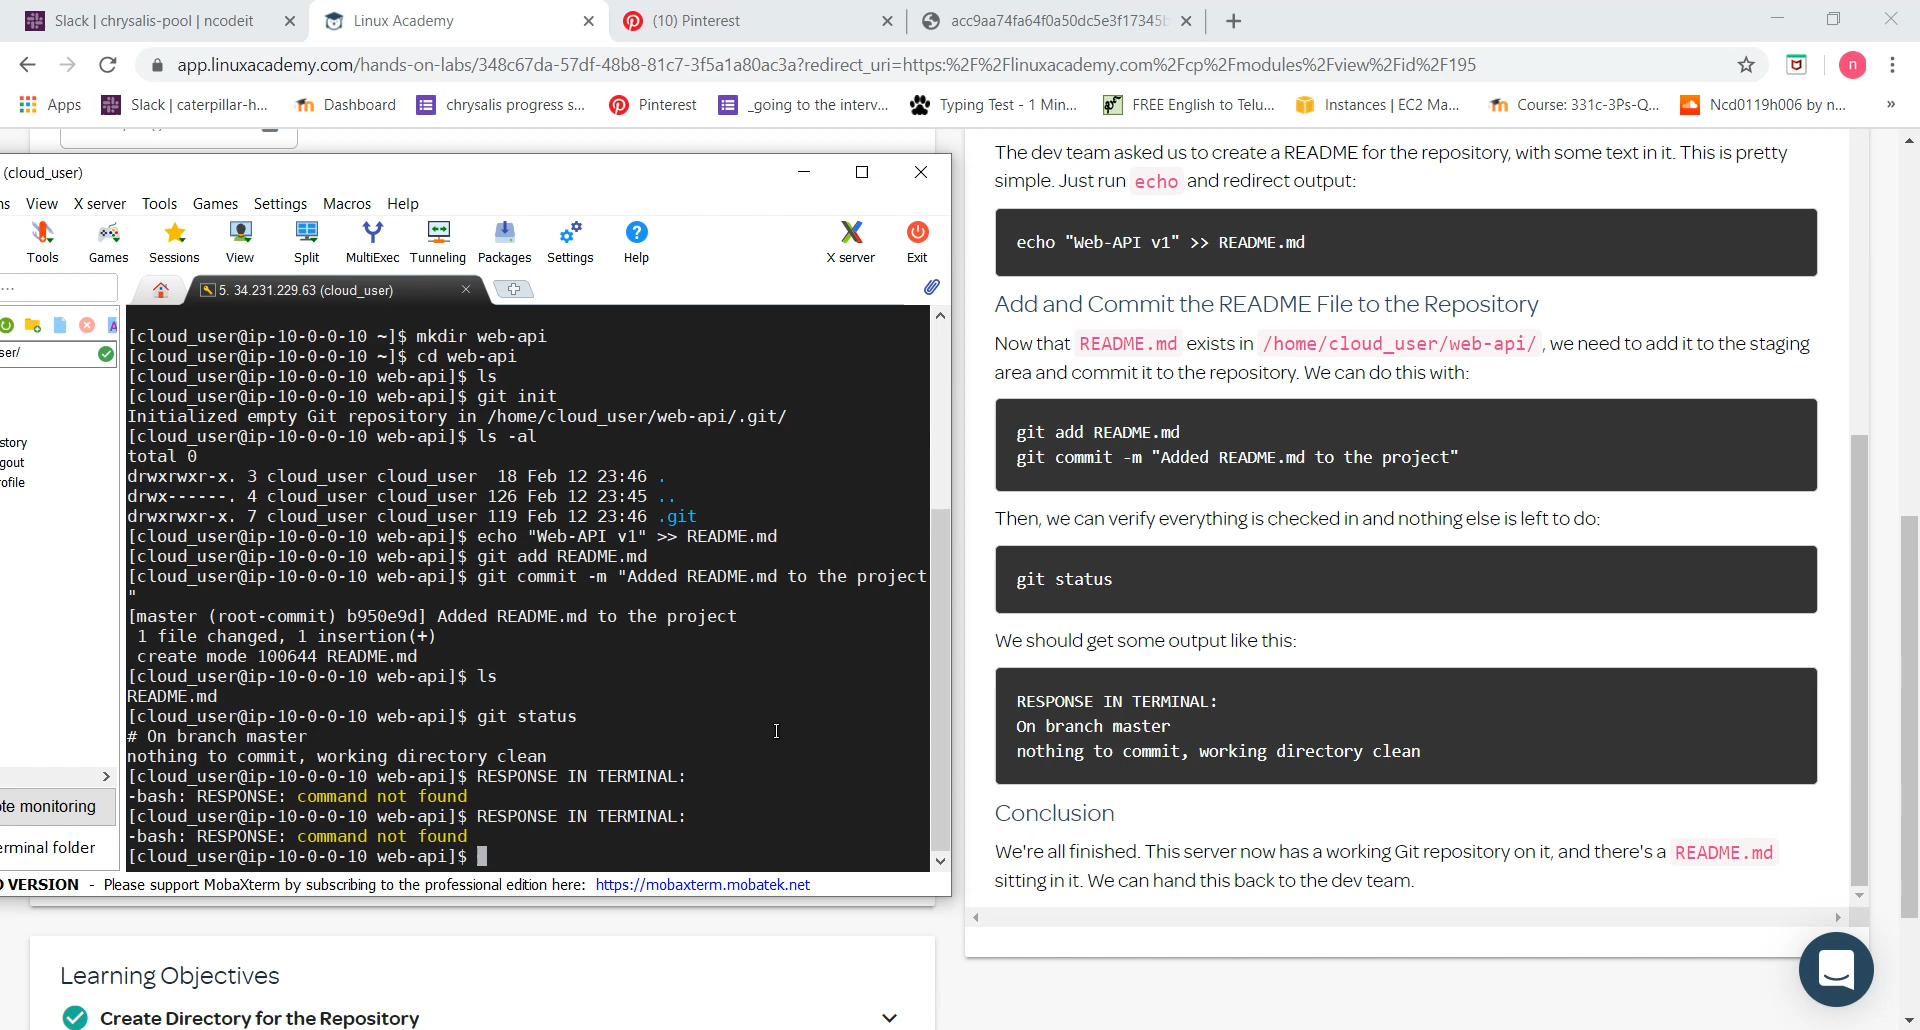 Slack | chrysalis-pool | ncodeit
Linux Academy
(10) Pinterest
acc9aa74fa64f0a50dc5e3f17345
app.linuxacademy.com/hands-on-labs/348c67da-57df-48b8-81c7-3f5a1a80ac3a?redirect_uri=https:%2F%2Flinuxacademy.com%2Fcp%2Fmodules%2Fview%2Fid%2F195
n
Apps
Slack | caterpillar-h...
Dashboard
chrysalis progress s...
Pinterest
_going to the interv...
Typing Test - 1 Min...
FREE English to Telu...
Instances | EC2 Ma...
Course: 331c-3Ps-Q...
Ncd0119h006 by n...
»
(cloud_user)
ns View X server Tools Games Settings Macros Help
Tools Games Sessions View Split MultiExec Tunneling Packages Settings Help X server Exit
5. 34.231.229.63 (cloud_user)
ser/
story
gout
rofile
[cloud_user@ip-10-0-0-10 ~]$ mkdir web-api
[cloud_user@ip-10-0-0-10 ~]$ cd web-api
[cloud_user@ip-10-0-0-10 web-api]$ ls
[cloud_user@ip-10-0-0-10 web-api]$ git init
Initialized empty Git repository in /home/cloud_user/web-api/.git/
[cloud_user@ip-10-0-0-10 web-api]$ ls -al
total 0
drwxrwxr-x. 3 cloud_user cloud_user  18 Feb 12 23:46 .
drwx------. 4 cloud_user cloud_user 126 Feb 12 23:45 ..
drwxrwxr-x. 7 cloud_user cloud_user 119 Feb 12 23:46 .git
[cloud_user@ip-10-0-0-10 web-api]$ echo "Web-API v1" >> README.md
[cloud_user@ip-10-0-0-10 web-api]$ git add README.md
[cloud_user@ip-10-0-0-10 web-api]$ git commit -m "Added README.md to the project
"
[master (root-commit) b950e9d] Added README.md to the project
 1 file changed, 1 insertion(+)
 create mode 100644 README.md
[cloud_user@ip-10-0-0-10 web-api]$ ls
README.md
[cloud_user@ip-10-0-0-10 web-api]$ git status
# On branch master
nothing to commit, working directory clean
[cloud_user@ip-10-0-0-10 web-api]$ RESPONSE IN TERMINAL:
-bash: RESPONSE: command not found
[cloud_user@ip-10-0-0-10 web-api]$ RESPONSE IN TERMINAL:
-bash: RESPONSE: command not found
[cloud_user@ip-10-0-0-10 web-api]$
te monitoring
erminal folder
VERSION - Please support MobaXterm by subscribing to the professional edition here: https://mobaxterm.mobatek.net
Learning Objectives
Create Directory for the Repository
The dev team asked us to create a README for the repository, with some text in it. This is pretty
simple. Just run echo and redirect output:
echo "Web-API v1" >> README.md
Add and Commit the README File to the Repository
Now that README.md exists in /home/cloud_user/web-api/, we need to add it to the staging
area and commit it to the repository. We can do this with:
git add README.md
git commit -m "Added README.md to the project"
Then, we can verify everything is checked in and nothing else is left to do:
git status
We should get some output like this:
RESPONSE IN TERMINAL:
On branch master
nothing to commit, working directory clean
Conclusion
We're all finished. This server now has a working Git repository on it, and there's a README.md
sitting in it. We can hand this back to the dev team.